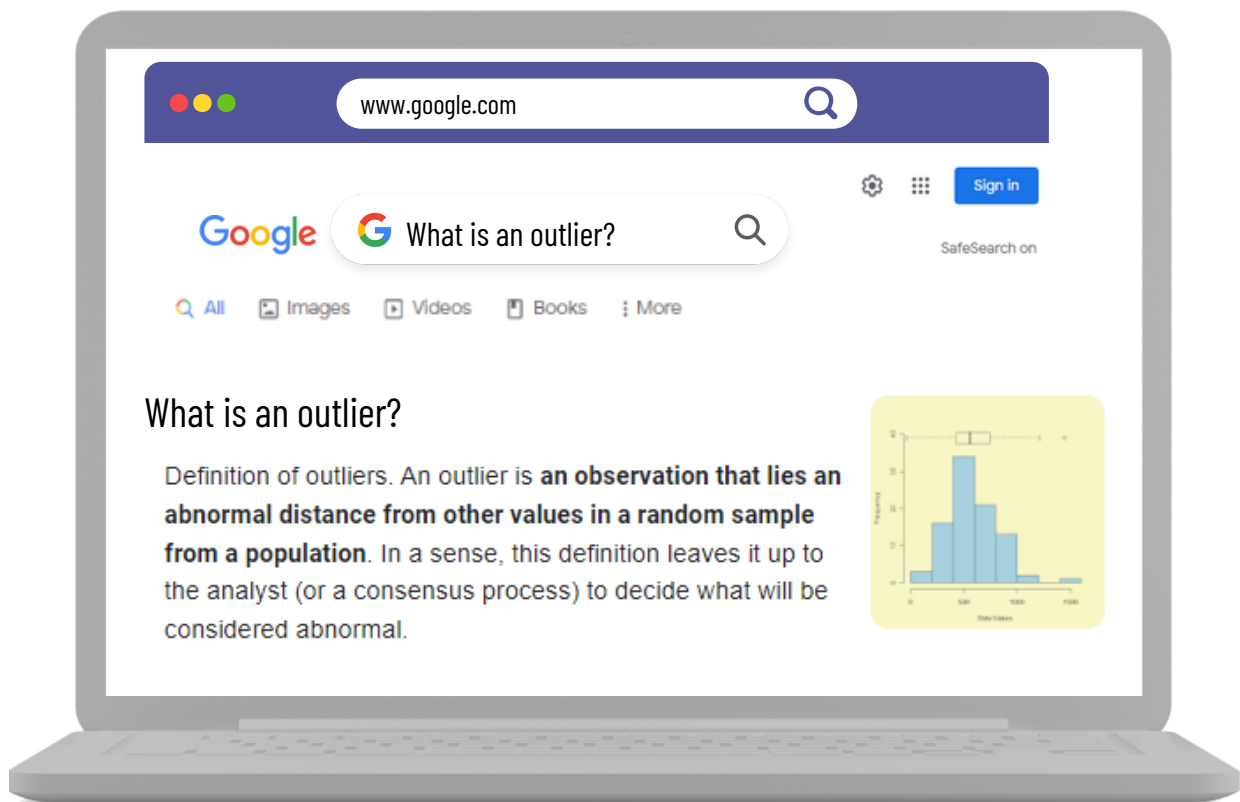 www.google.com
Sign in
Google
What is an outlier?
SafeSearch on
All Images Videos Books More
What is an outlier?
Definition of outliers. An outlier is an observation that lies an
abnormal distance from other values in a random sample
from a population. In a sense, this definition leaves it up to
the analyst (or a consensus process) to decide what will be
considered abnormal.
Frequency
0 500 1000 1500
Data Values